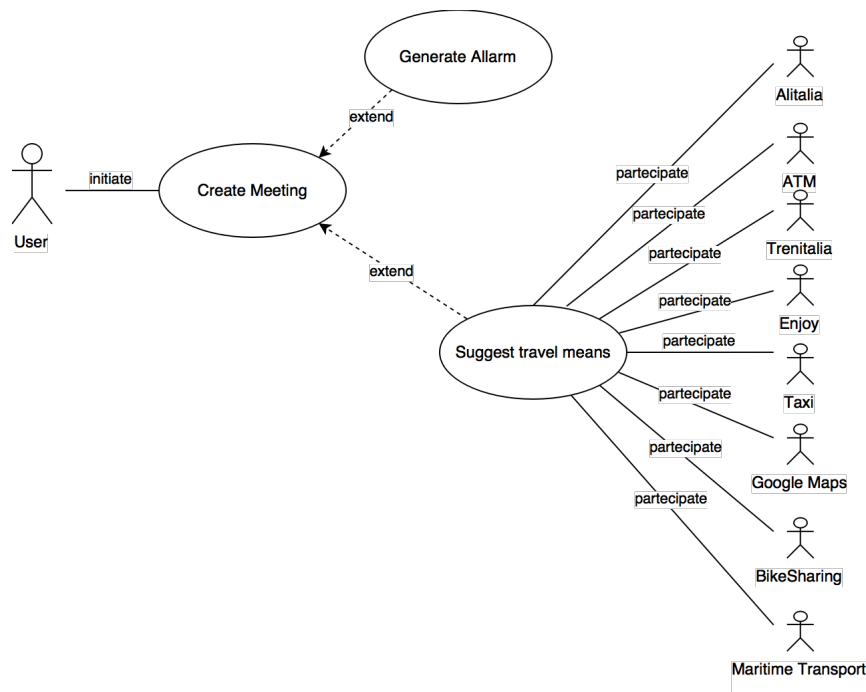 Generate Allarm
Alitalia
extend
partecipate
ATM
initiate
Create Meeting
partecipate
User
partecipate
Trenitalia
extend
partecipate
Enjoy
partecipate
Suggest travel means
Taxi
partecipate
Google Maps
partecipate
partecipate
BikeSharing
Maritime Transport